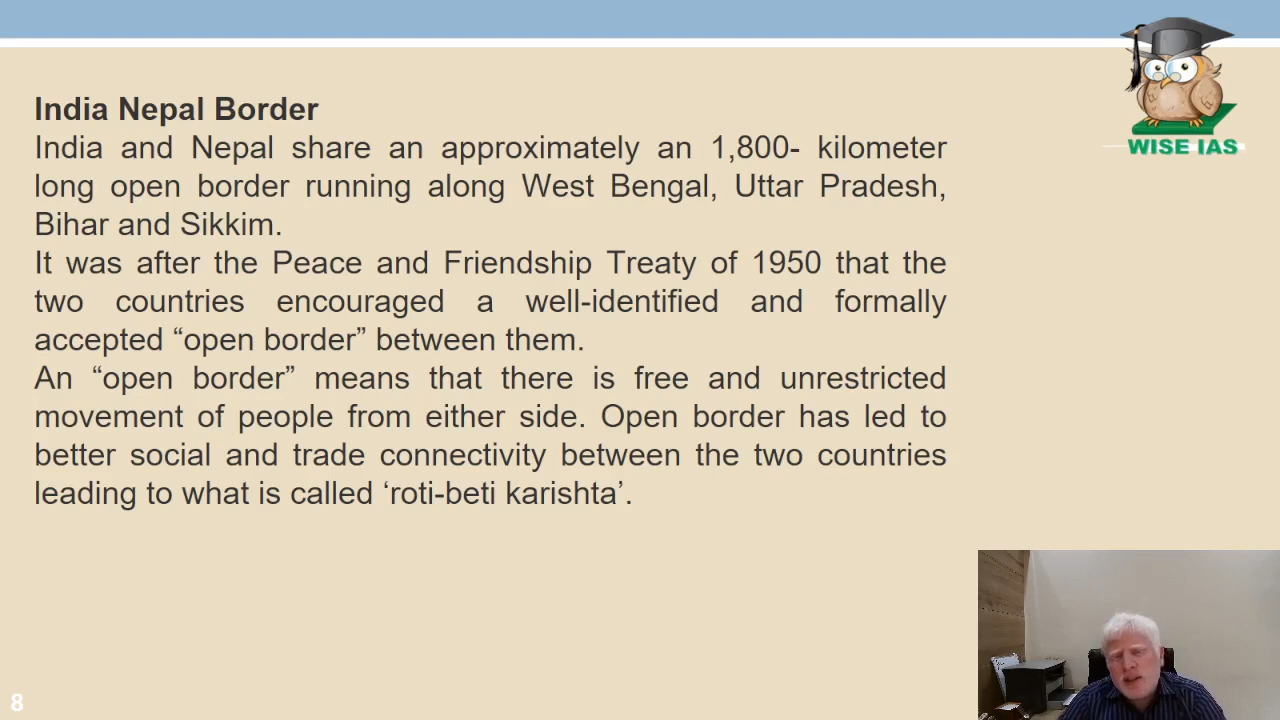 WISE IAS
India Nepal Border
India and Nepal share an approximately an 1,800- kilometer
long open border running along West Bengal, Uttar Pradesh,
Bihar and Sikkim.
It was after the Peace and Friendship Treaty of 1950 that the
two countries encouraged a well-identified and formally
accepted “open border” between them.
An “open border” means that there is free and unrestricted
movement of people from either side. Open border has led to
better social and trade connectivity between the two countries
leading to what is called ‘roti-beti karishta’.
8